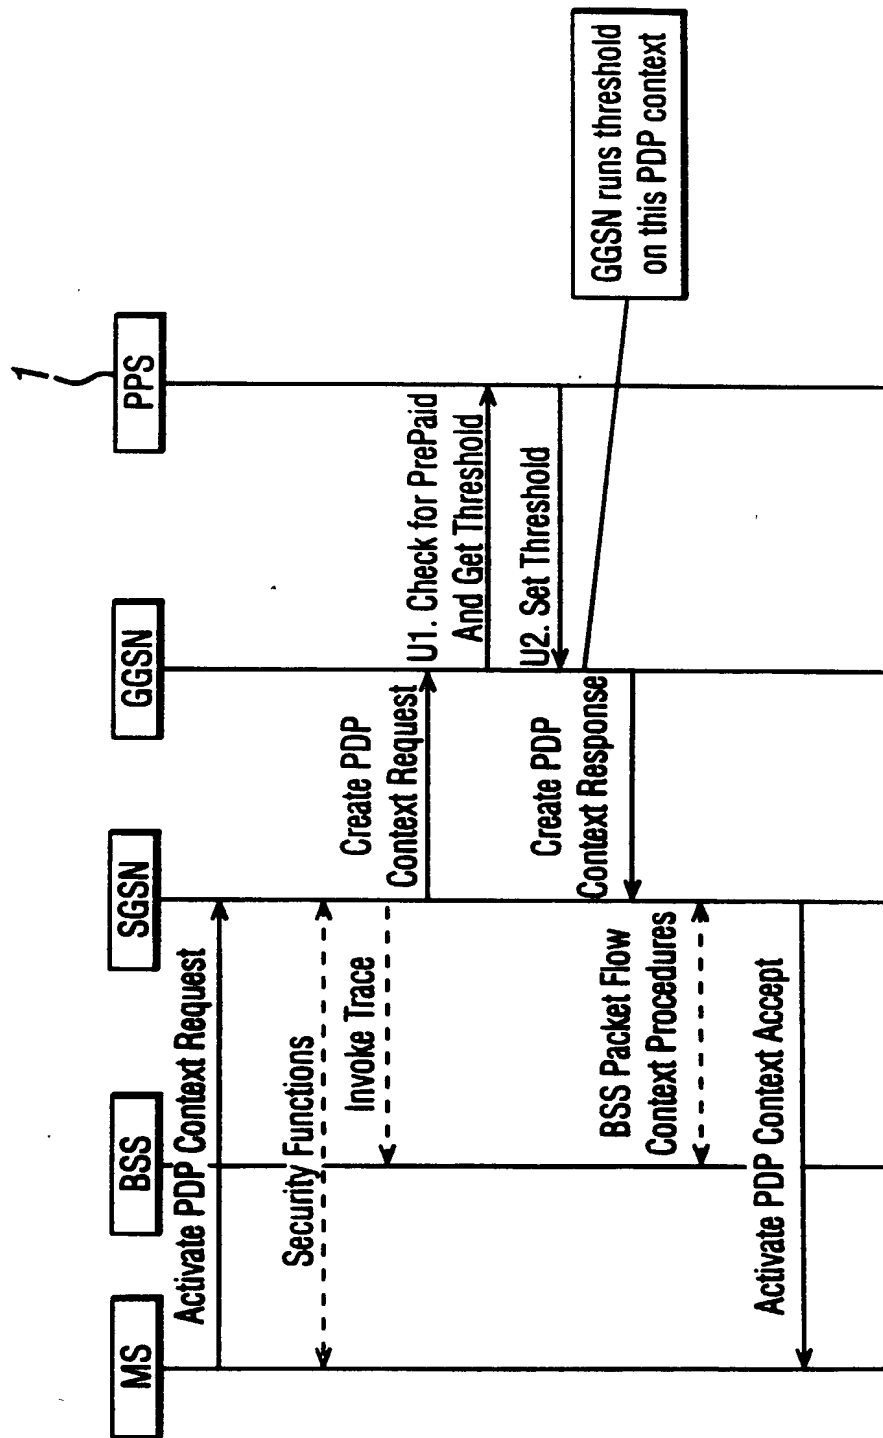 1
MS
BSS
SGSN
GGSN
PPS
Activate PDP Context Request
Security Functions
Invoke Trace
Create PDP
Context Request
U1. Check for PrePaid
And Get Threshold
U2. Set Threshold
GGSN runs threshold
on this PDP context
Create PDP
Context Response
BSS Packet Flow
Context Procedures
Activate PDP Context Accept